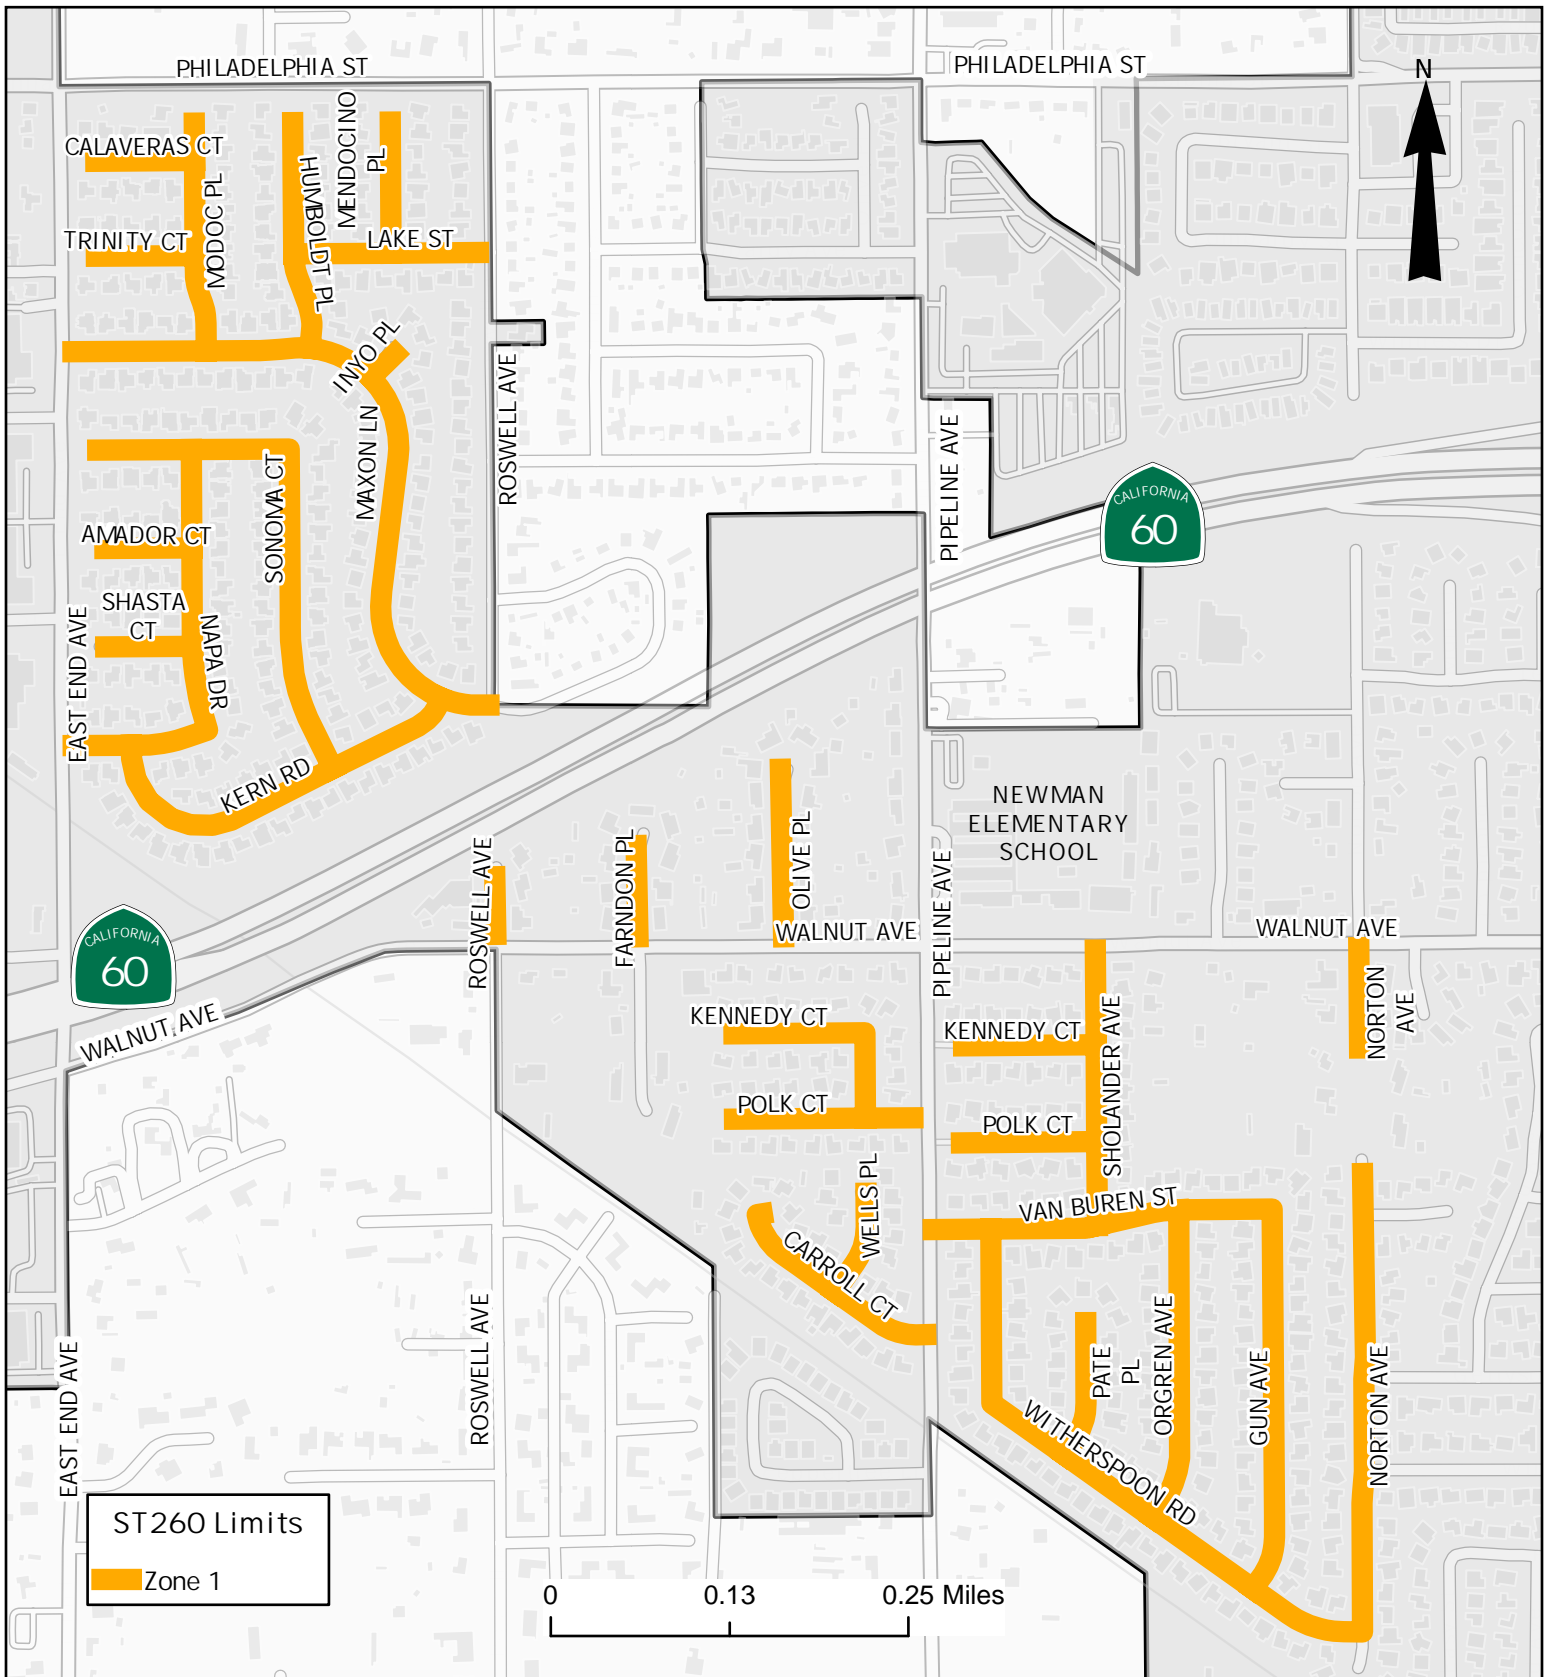 PHILADELPHIA ST
PHILADELPHIA ST
N
CALAVERAS CT
MODOC PL
HUMBOLDT PL
MENDOCINO
PL
TRINITY CT
LAKE ST
INYO PL
MAXON LN
ROSWELL AVE
PIPELINE AVE
CALIFORNIA
60
SONOMA CT
AMADOR CT
SHASTA
CT
NAPA DR
EAST END AVE
KERN RD
NEWMAN
ELEMENTARY
SCHOOL
ROSWELL AVE
FARNDON PL
OLIVE PL
WALNUT AVE
PIPELINE AVE
WALNUT AVE
CALIFORNIA
60
WALNUT AVE
KENNEDY CT
KENNEDY CT
SHOLANDER AVE
NORTON
AVE
POLK CT
POLK CT
WELLS PL
VAN BUREN ST
CARROLL CT
ROSWELL AVE
EAST END AVE
PATE
PL
ORGREN AVE
GUN AVE
NORTON AVE
WITHERSPOON RD
ST260 Limits
Zone 1
0 0.13 0.25 Miles